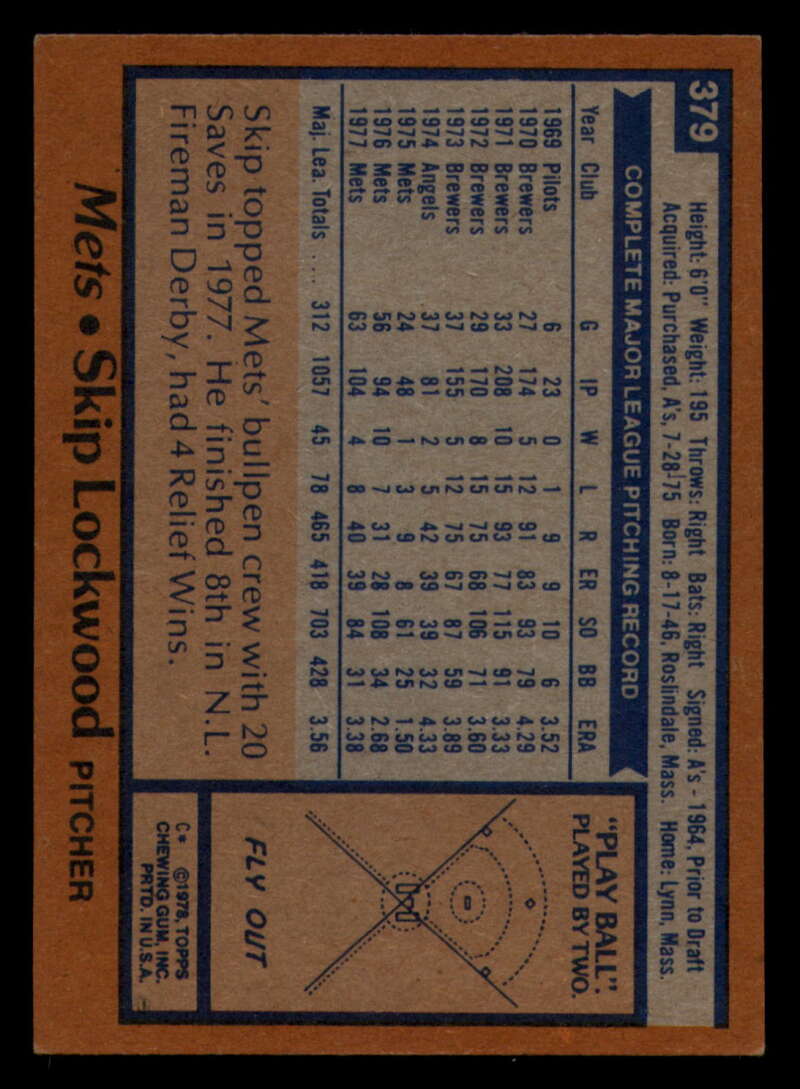 379
Height: 6'0" Weight: 195 Throws: Right Bats: Right Signed: A's - 1964, Prior to Draft
Acquired: Purchased, A's, 7-28-75 Born: 8-17-46, Roslindale, Mass. Home: Lynn, Mass.
COMPLETE MAJOR LEAGUE PITCHING RECORD
Year Club G IP W L R ER SO BB ERA
1969 Pilots 6 23 0 1 9 9 10 6 3.52
1970 Brewers 27 174 5 12 91 83 93 79 4.29
1971 Brewers 33 208 10 15 93 77 115 91 3.33
1972 Brewers 29 170 8 15 75 68 106 71 3.60
1973 Brewers 37 155 5 12 75 67 87 59 3.89
1974 Angels 37 81 2 5 42 39 39 32 4.33
1975 Mets 24 48 1 3 9 8 61 25 1.50
1976 Mets 56 94 10 7 31 28 108 34 2.68
1977 Mets 63 104 4 8 40 39 84 31 3.38
Maj. Lea. Totals .... 312 1057 45 78 465 418 703 428 3.56
Skip topped Mets' bullpen crew with 20
Saves in 1977. He finished 8th in N.L.
Fireman Derby, had 4 Relief Wins.
"PLAY BALL":
PLAYED BY TWO.
FLY OUT
C* ©1978, TOPPS
CHEWING GUM, INC.
PRTD. IN U.S.A.
Mets • Skip Lockwood PITCHER